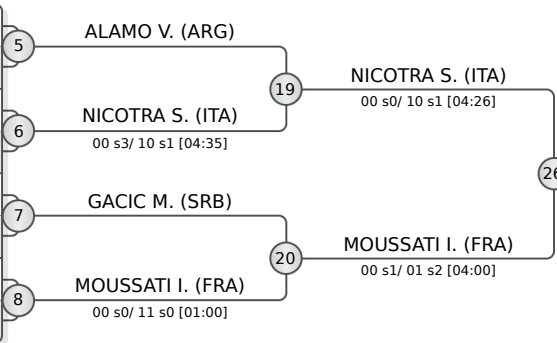 5
ALAMO V. (ARG)
19
NICOTRA S. (ITA)
00 s0/ 10 s1 [04:26]
6
NICOTRA S. (ITA)
00 s3/ 10 s1 [04:35]
26
7
GACIC M. (SRB)
20
MOUSSATI I. (FRA)
00 s1/ 01 s2 [04:00]
8
MOUSSATI I. (FRA)
00 s0/ 11 s0 [01:00]